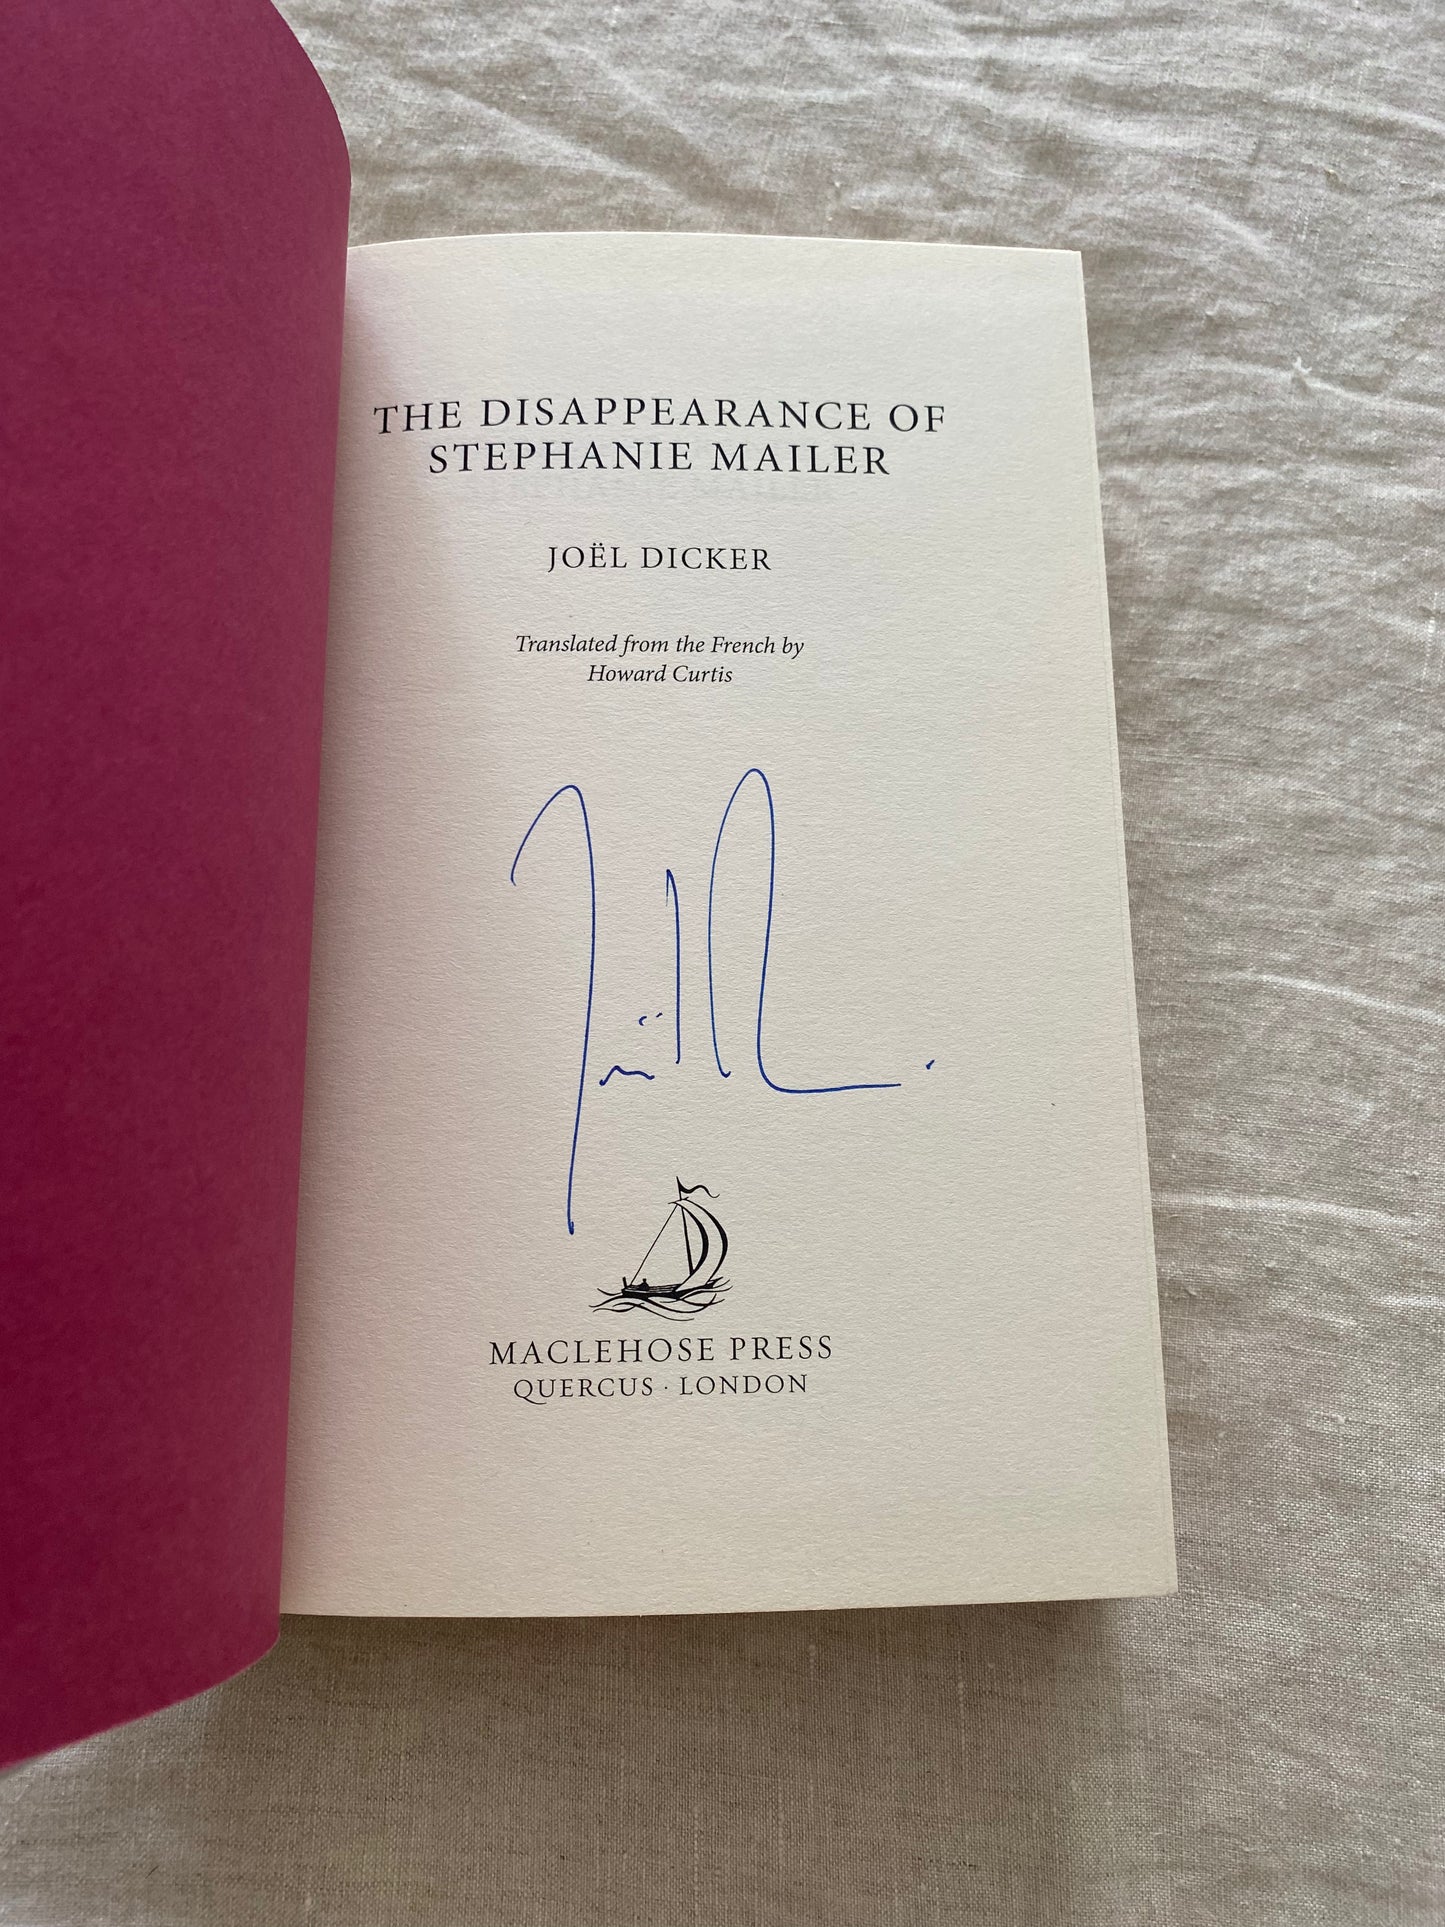 THE DISAPPEARANCE OF
STEPHANIE MAILER
JOËL DICKER
Translated from the French by
Howard Curtis
MACLEHOSE PRESS
QUERCUS · LONDON